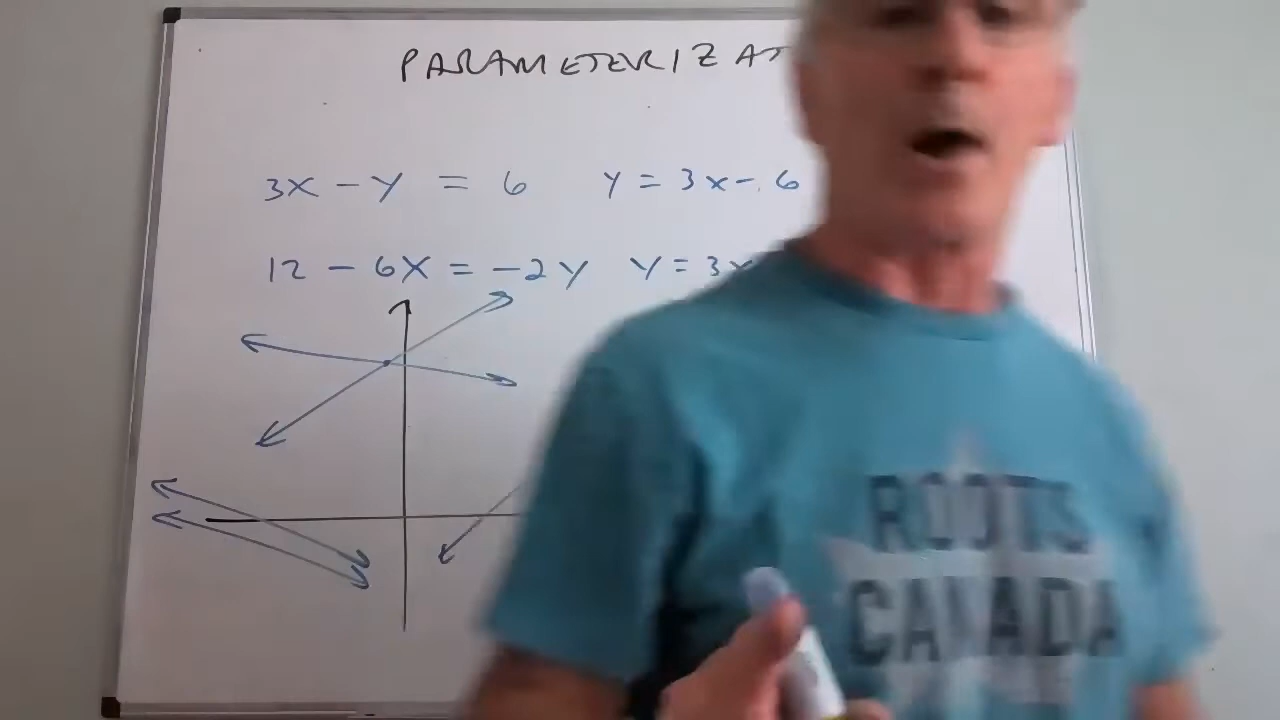 PARAMETERIZAT
3x - y = 6 y = 3x - 6
12 - 6x = -2y y = 3x
ROOTS
CANADA